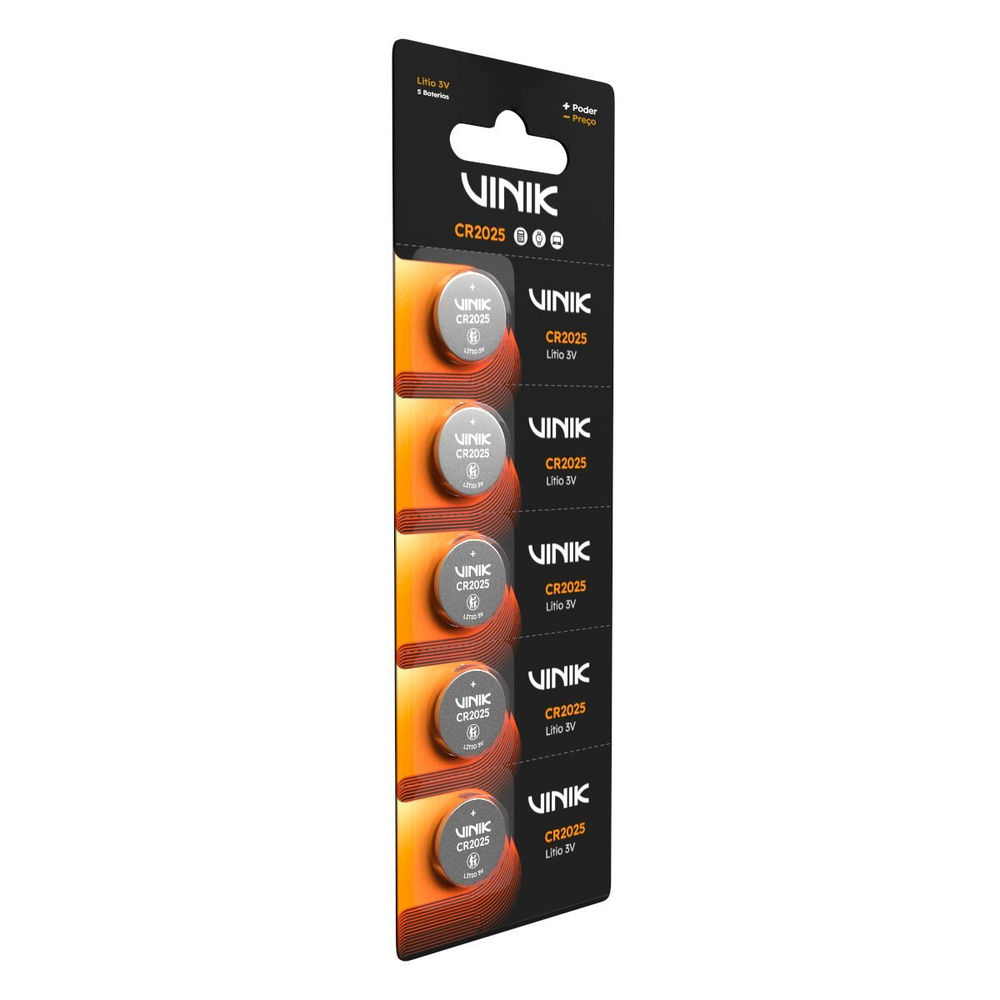 Lítio 3V
5 Baterias
+ Poder
− Preço
VINIK
CR2025
+
VINIK
CR2025
LÍTIO 3V
VINIK
CR2025
Lítio 3V
+
VINIK
CR2025
LÍTIO 3V
VINIK
CR2025
Lítio 3V
+
VINIK
CR2025
LÍTIO 3V
VINIK
CR2025
Lítio 3V
+
VINIK
CR2025
LÍTIO 3V
VINIK
CR2025
Lítio 3V
+
VINIK
CR2025
LÍTIO 3V
VINIK
CR2025
Lítio 3V